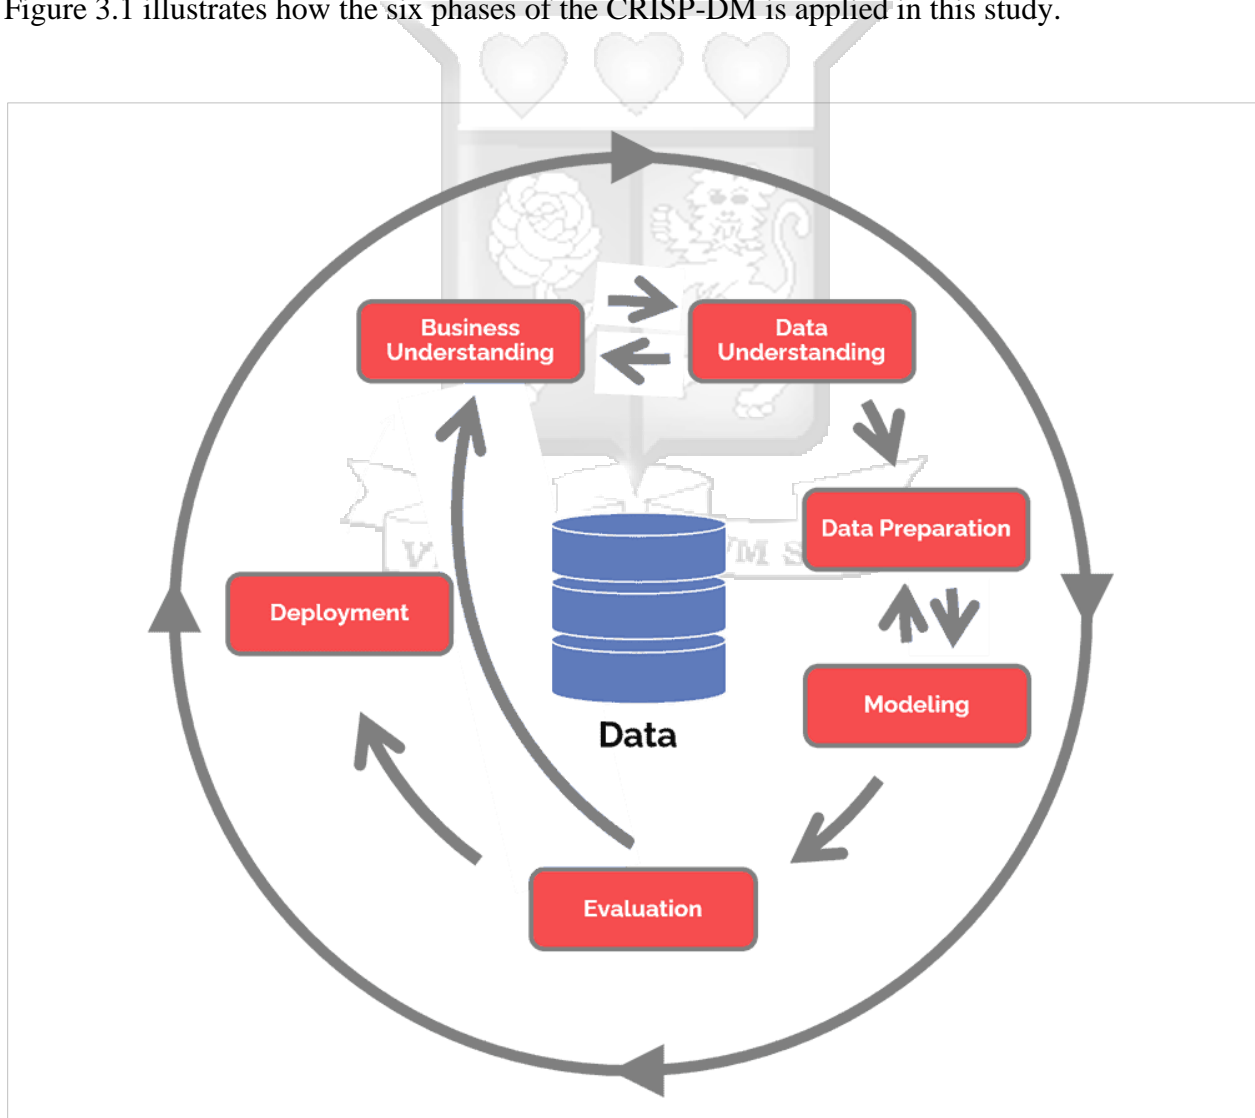 Figure 3.1 illustrates how the six phases of the CRISP-DM is applied in this study.
Business
Understanding
Data
Understanding
Data Preparation
Deployment
Modeling
Data
Evaluation